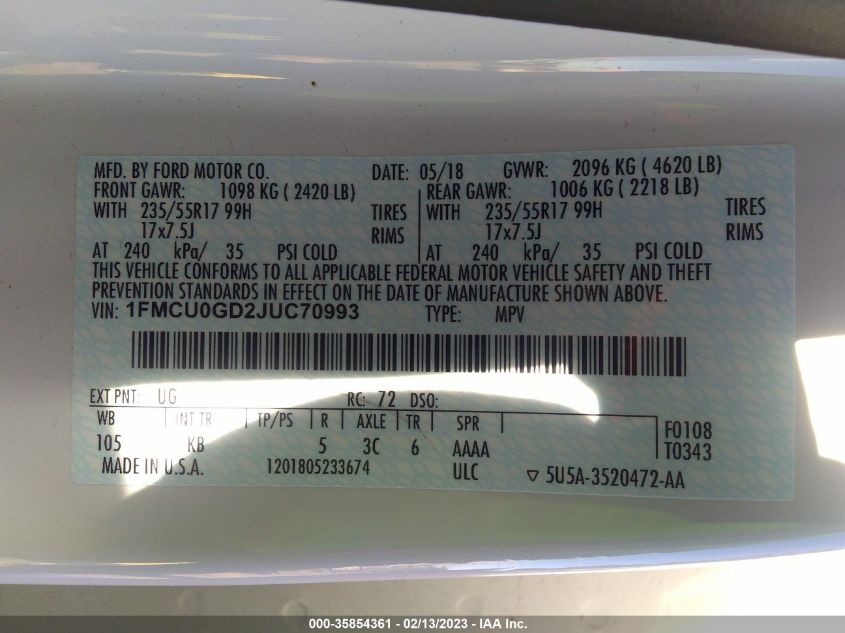 MFD. BY FORD MOTOR CO. DATE: 05/18 GVWR: 2096 KG ( 4620 LB)
FRONT GAWR: 1098 KG ( 2420 LB) REAR GAWR: 1006 KG ( 2218 LB)
WITH 235/55R17 99H TIRES WITH 235/55R17 99H TIRES
17x7.5J RIMS 17x7.5J RIMS
AT 240 kPa/ 35 PSI COLD AT 240 kPa/ 35 PSI COLD
THIS VEHICLE CONFORMS TO ALL APPLICABLE FEDERAL MOTOR VEHICLE SAFETY AND THEFT
PREVENTION STANDARDS IN EFFECT ON THE DATE OF MANUFACTURE SHOWN ABOVE.
VIN: 1FMCU0GD2JUC70993 TYPE: MPV
EXT PNT: UG RC: 72 DSO:
WB INT TR TP/PS R AXLE TR SPR F0108
105 KB 5 3C 6 AAAA T0343
MADE IN U.S.A. 1201805233674 ULC ▽ 5U5A-3520472-AA
000-35854361 - 02/13/2023 - IAA Inc.